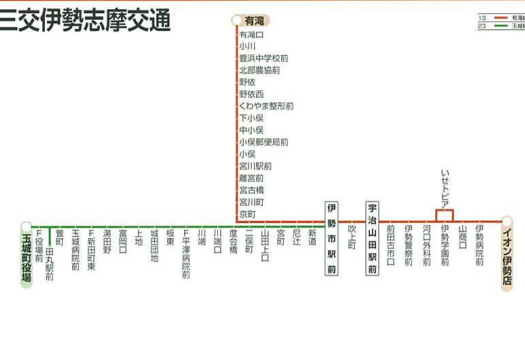 三交伊勢志摩交通
13
23
有滝
有滝口
小川
豊浜中学校前
北部農協前
野依
野依西
くわやま整形前
下小俣
中小俣
小俣郵便局前
小俣
宮川駅前
離宮前
宮古橋
宮川町
京町
いせトピア
玉城町役場
F役場前
田丸駅前
萱町
玉城病院前
F新田町東
湯田野
富岡口
上地
城田団地
坂東
F平澤病院前
川端
川端口
度会橋
二俣町
山田上口
宮町
尼辻
新道
伊勢市駅前
吹上町
宇治山田駅前
前田古市口
伊勢警察前
河口外科前
伊勢学園前
山商口
伊勢病院前
イオン伊勢店